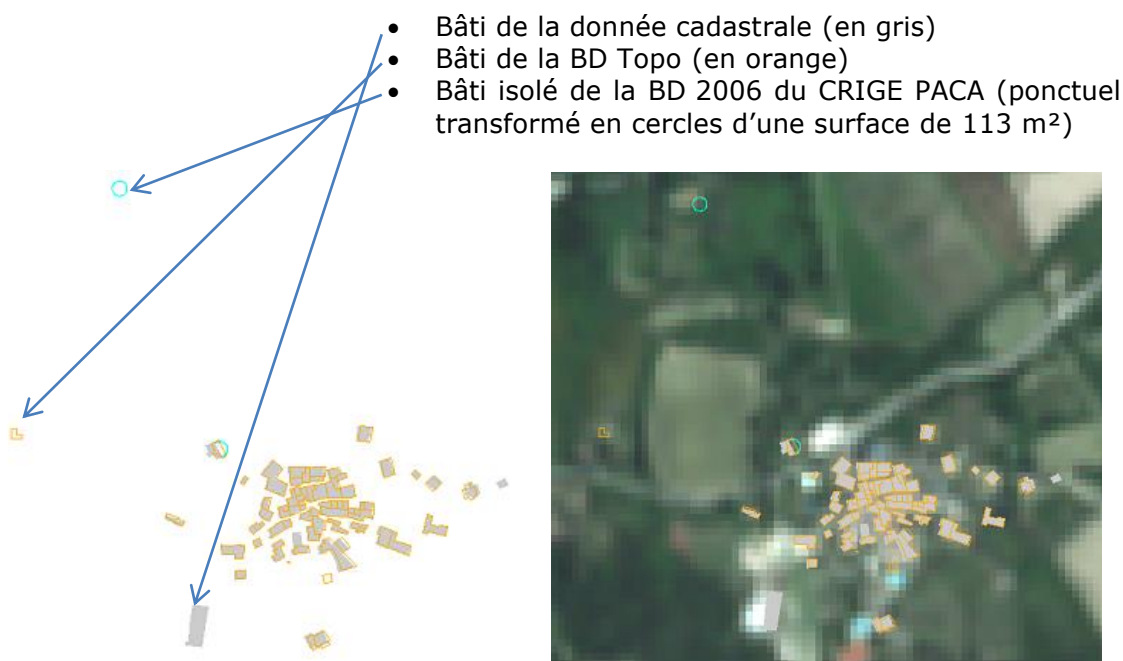 • Bâti de la donnée cadastrale (en gris)
• Bâti de la BD Topo (en orange)
• Bâti isolé de la BD 2006 du CRIGE PACA (ponctuel
transformé en cercles d’une surface de 113 m²)